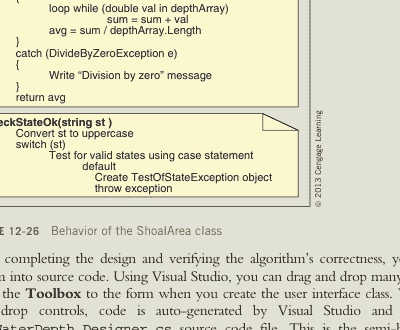 {
loop while (double val in depthArray)
sum = sum + val
avg = sum / depthArray.Length
}
catch (DivideByZeroException e)
{
Write “Division by zero” message
}
return avg
eckStateOk(string st )
Convert st to uppercase
switch (st)
Test for valid states using case statement
default
Create TestOfStateException object
throw exception
© 2013 Cengage Learning
E 12-26 Behavior of the ShoalArea class
completing the design and verifying the algorithm’s correctness, y
n into source code. Using Visual Studio, you can drag and drop many
the Toolbox to the form when you create the user interface class.
drop controls, code is auto-generated by Visual Studio and
WaterDepth Designer cs source code file. This is the semi-